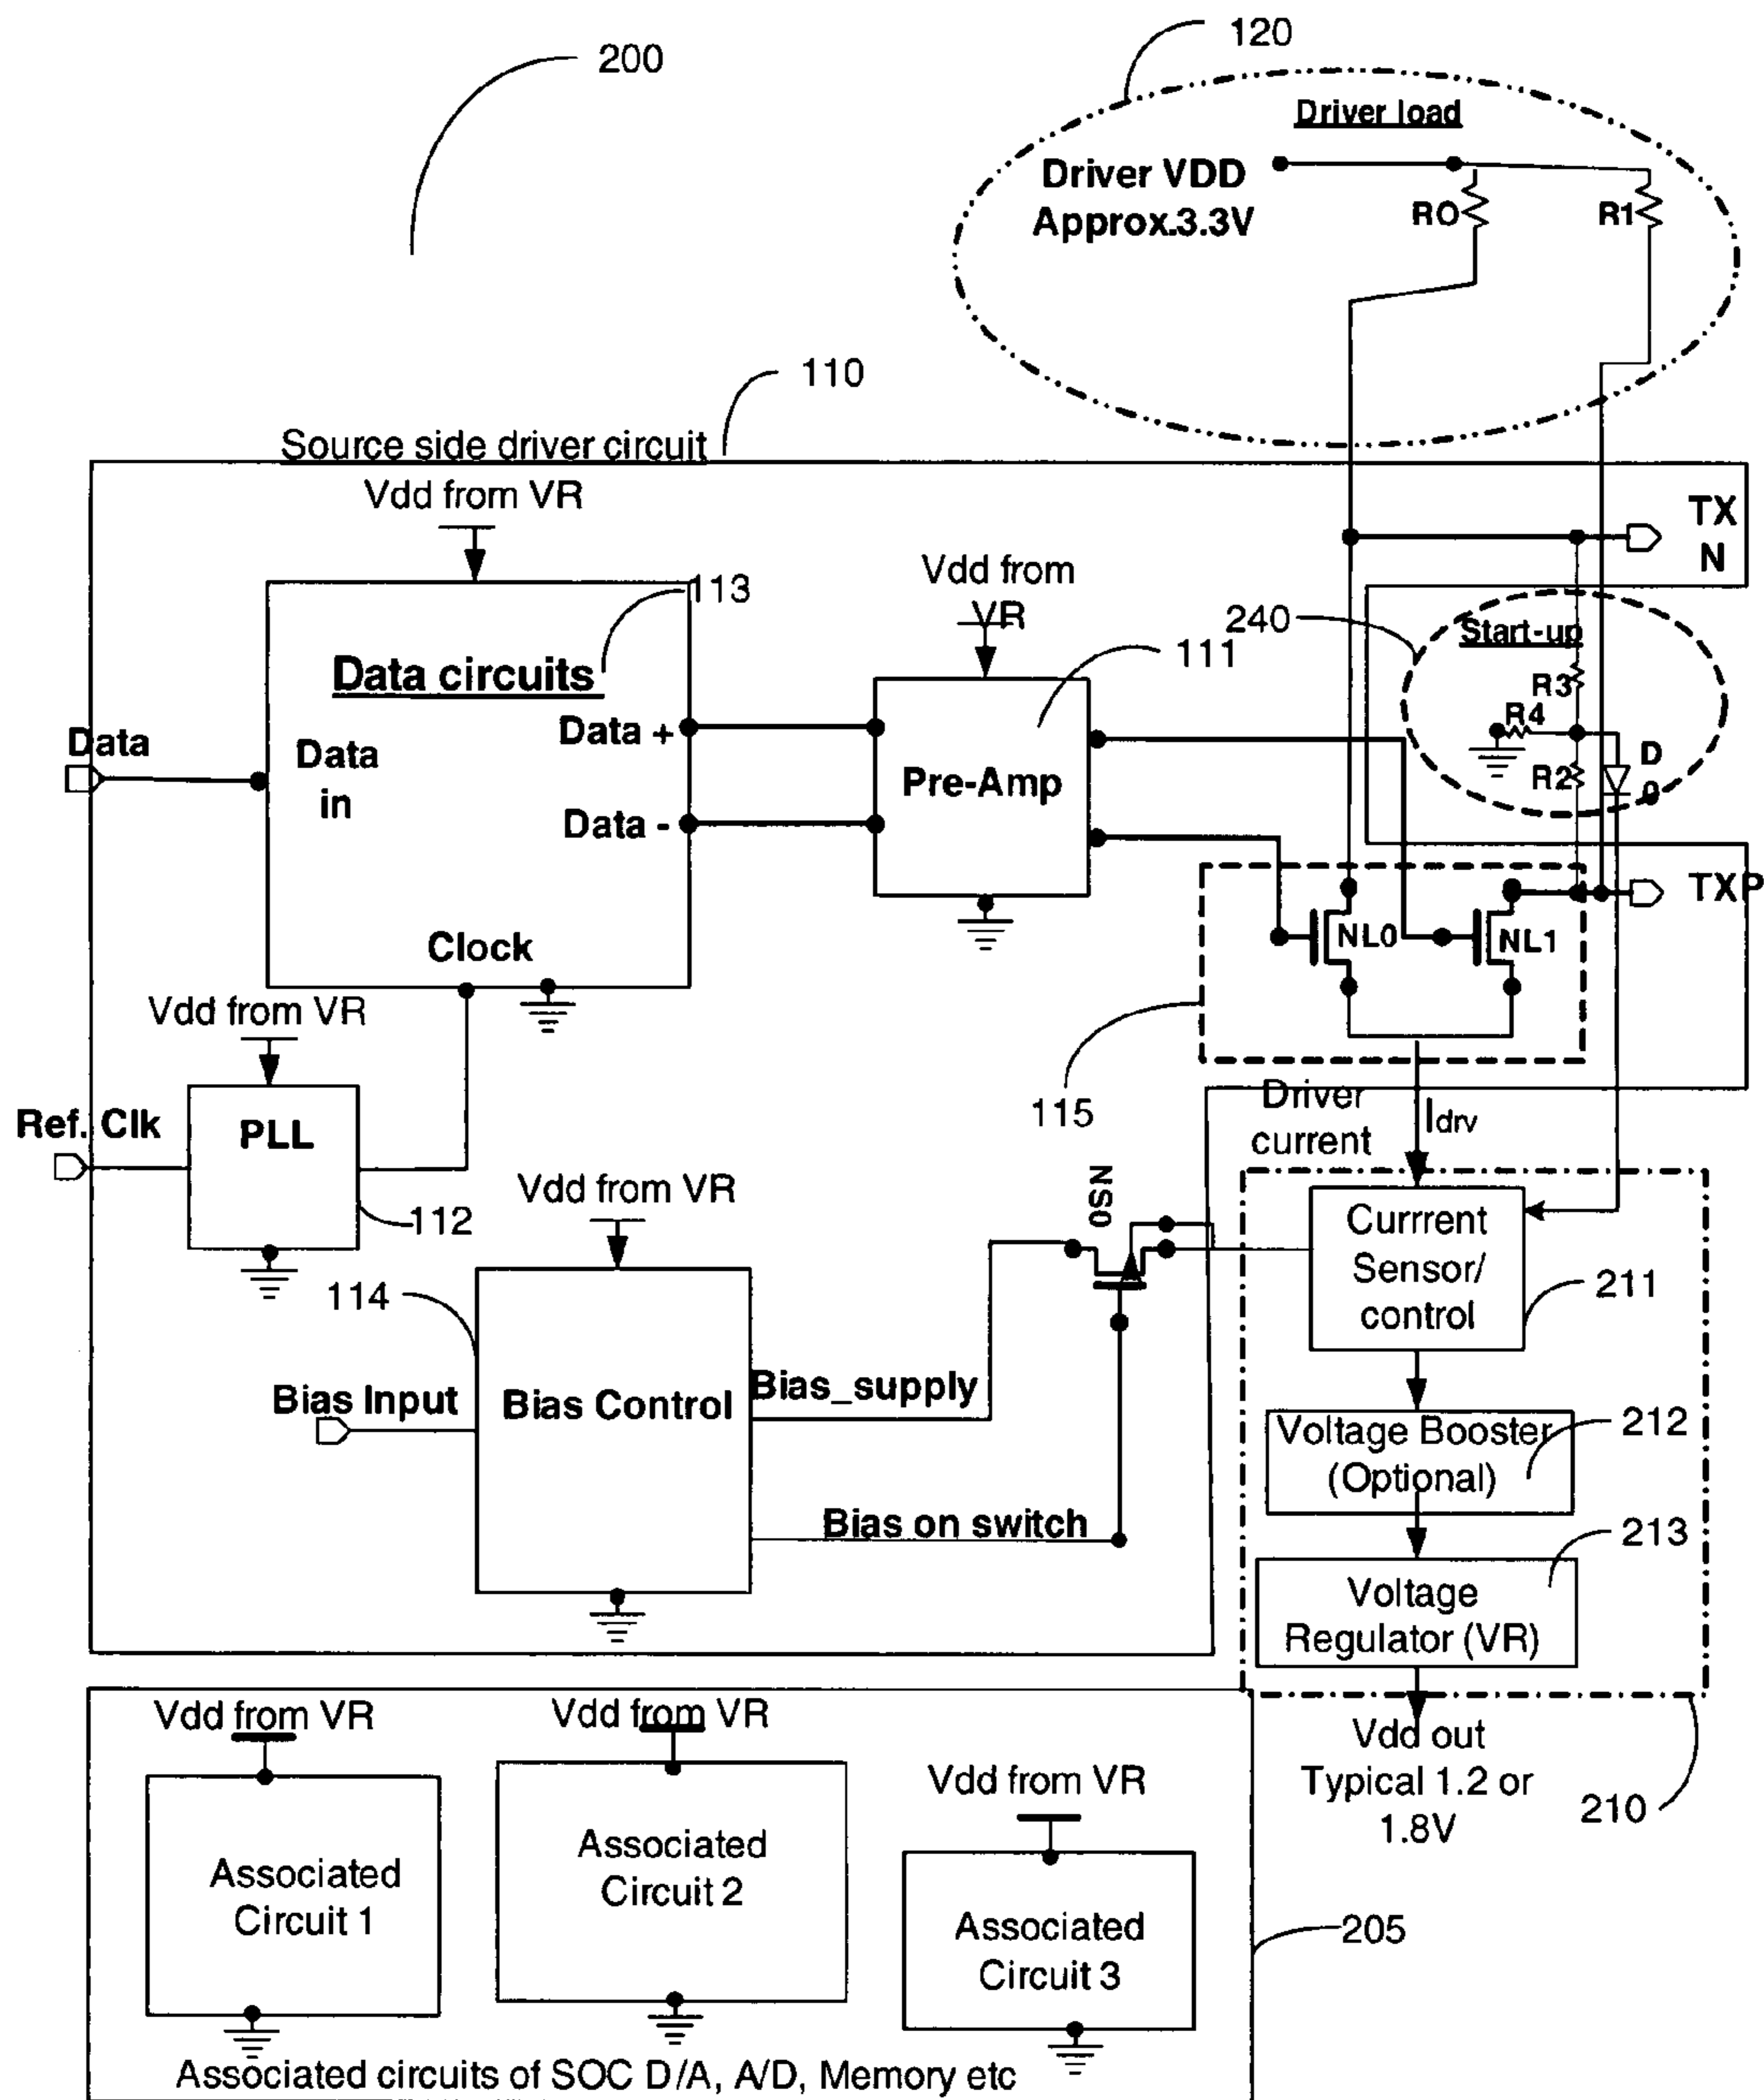 200
120
Driver load
Driver VDD
Approx.3.3V
R0
R1
110
Source side driver circuit
Vdd from VR
113
Data circuits
Data
Data
in
Data +
Data -
Clock
Vdd from
VR
111
Pre-Amp
TX
N
240
Start-up
R3
R4
R2
D
0
TXP
NL0
NL1
115
Vdd from VR
Ref. Clk
PLL
112
Driver
current
Idrv
Vdd from VR
NS0
114
Bias Input
Bias Control
Bias_supply
Bias on switch
Currrent
Sensor/
control
211
Voltage Booster
(Optional)
212
213
Voltage
Regulator (VR)
Vdd out
Typical 1.2 or
1.8V
210
Vdd from VR
Associated
Circuit 1
Vdd from VR
Associated
Circuit 2
Vdd from VR
Associated
Circuit 3
205
Associated circuits of SOC D/A, A/D, Memory etc